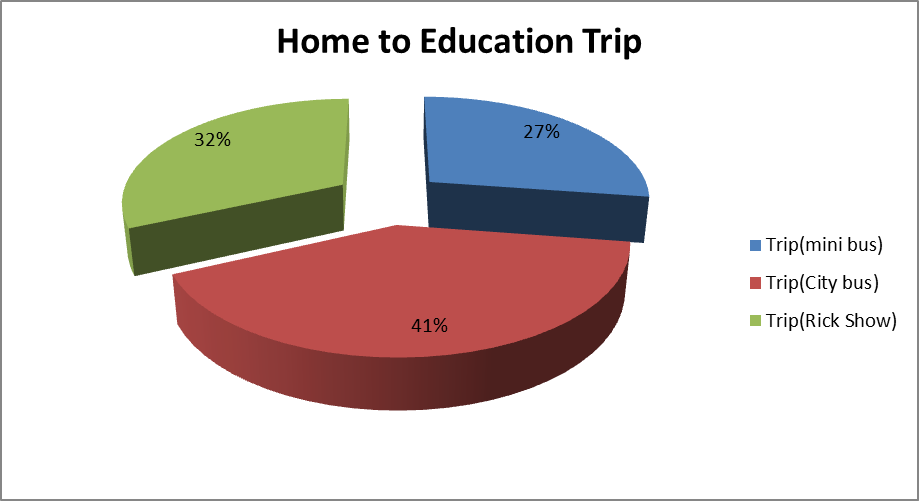 Home to Education Trip
32%
27%
41%
Trip(mini bus)
Trip(City bus)
Trip(Rick Show)